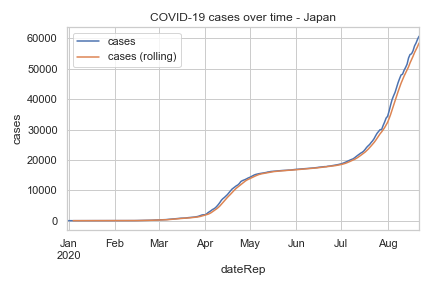 COVID-19 cases over time - Japan
cases
cases (rolling)
60000
50000
40000
30000
20000
10000
0
cases
Jan Feb Mar Apr May Jun Jul Aug
2020
dateRep